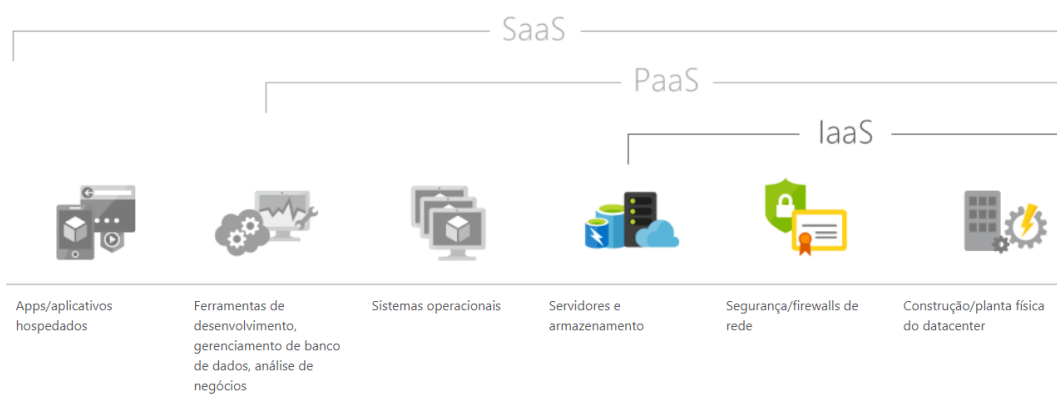 SaaS
PaaS
IaaS
Apps/aplicativos
hospedados
Ferramentas de
desenvolvimento,
gerenciamento de banco
de dados, análise de
negócios
Sistemas operacionais
Servidores e
armazenamento
Segurança/firewalls de
rede
Construção/planta física
do datacenter